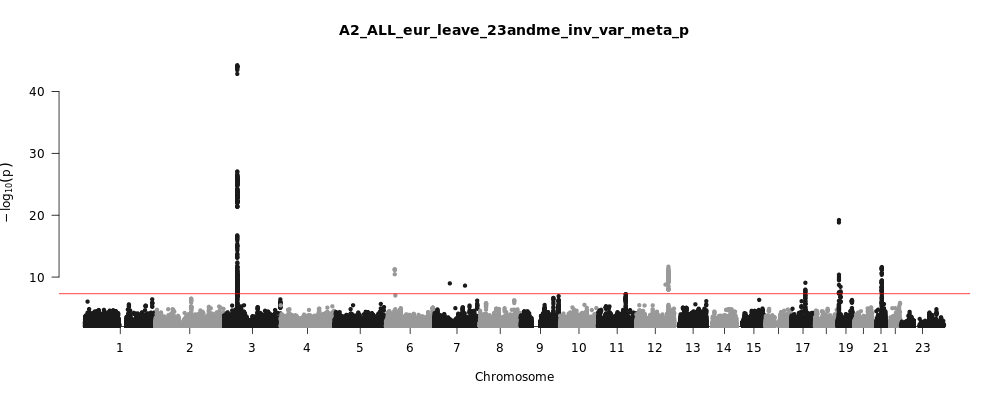 A2_ALL_eur_leave_23andme_inv_var_meta_p
40
30
20
10
−log10(p)
1 2 3 4 5 6 7 8 9 10 11 12 13 14 15 17 19 21 23
Chromosome